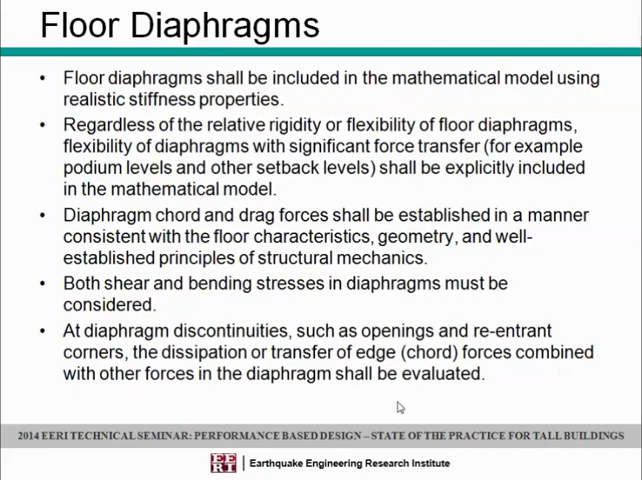 Floor Diaphragms
• Floor diaphragms shall be included in the mathematical model using
realistic stiffness properties.
• Regardless of the relative rigidity or flexibility of floor diaphragms,
flexibility of diaphragms with significant force transfer (for example
podium levels and other setback levels) shall be explicitly included
in the mathematical model.
• Diaphragm chord and drag forces shall be established in a manner
consistent with the floor characteristics, geometry, and well-
established principles of structural mechanics.
• Both shear and bending stresses in diaphragms must be
considered.
• At diaphragm discontinuities, such as openings and re-entrant
corners, the dissipation or transfer of edge (chord) forces combined
with other forces in the diaphragm shall be evaluated.
2014 EERI TECHNICAL SEMINAR: PERFORMANCE BASED DESIGN – STATE OF THE PRACTICE FOR TALL BUILDINGS
EERI | Earthquake Engineering Research Institute